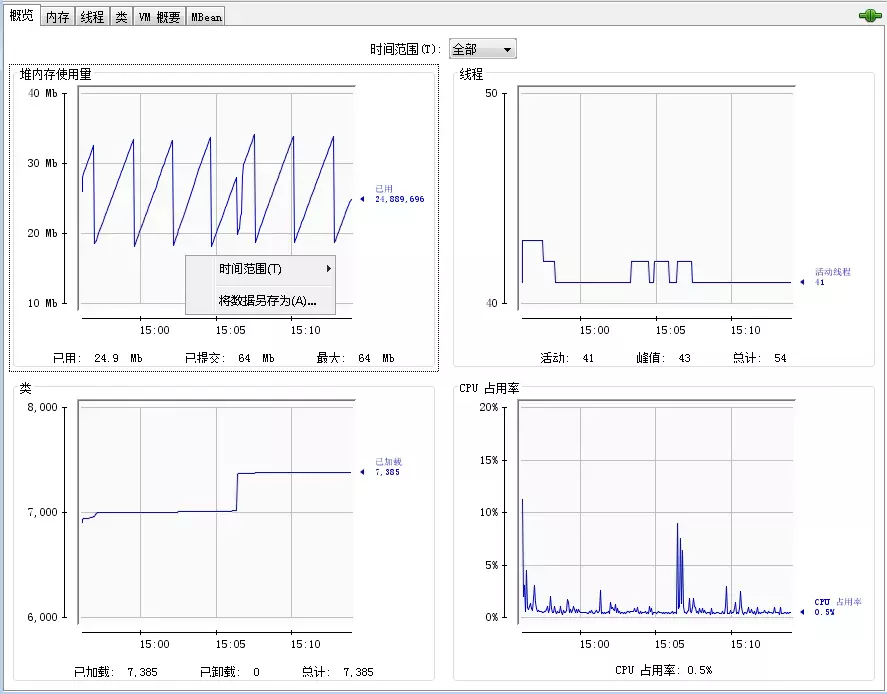 概览 内存 线程 类 VM 概要 MBean
时间范围(T): 全部
堆内存使用量
40 Mb
30 Mb
20 Mb
10 Mb
已用
24,889,696
时间范围(T)
将数据另存为(A)...
15:00 15:05 15:10
已用: 24.9 Mb 已提交: 64 Mb 最大: 64 Mb
线程
50
40
活动线程
41
15:00 15:05 15:10
活动: 41 峰值: 43 总计: 54
类
8,000
7,000
6,000
已加载
7,385
15:00 15:05 15:10
已加载: 7,385 已卸载: 0 总计: 7,385
CPU 占用率
20%
15%
10%
5%
0%
CPU 占用率
0.5%
15:00 15:05 15:10
CPU 占用率: 0.5%